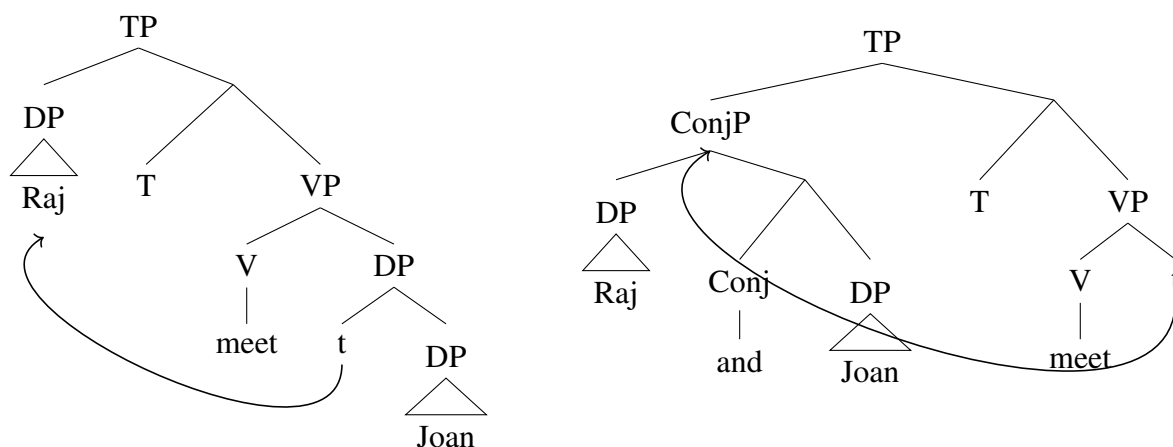 TP
DP
Raj
T
VP
V
meet
DP
t
DP
Joan
TP
ConjP
DP
Raj
Conj
and
DP
Joan
T
VP
V
meet